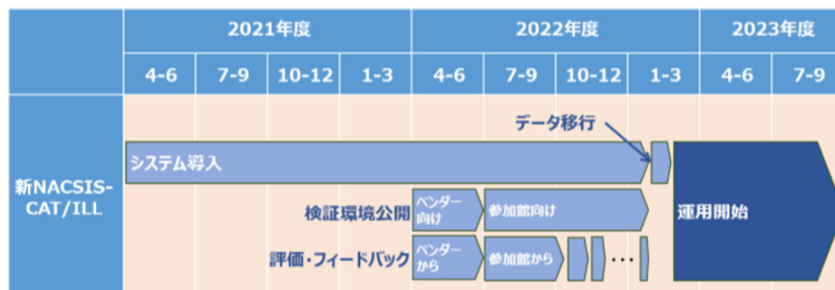 2021年度 2022年度 2023年度
4-6 7-9 10-12 1-3 4-6 7-9 10-12 1-3 4-6 7-9
データ移行
システム導入
新NACSIS-
CAT/ILL
検証環境公開
ベンダー
向け
参加館向け
運用開始
評価・フィードバック
ベンダー
から
参加館から
…